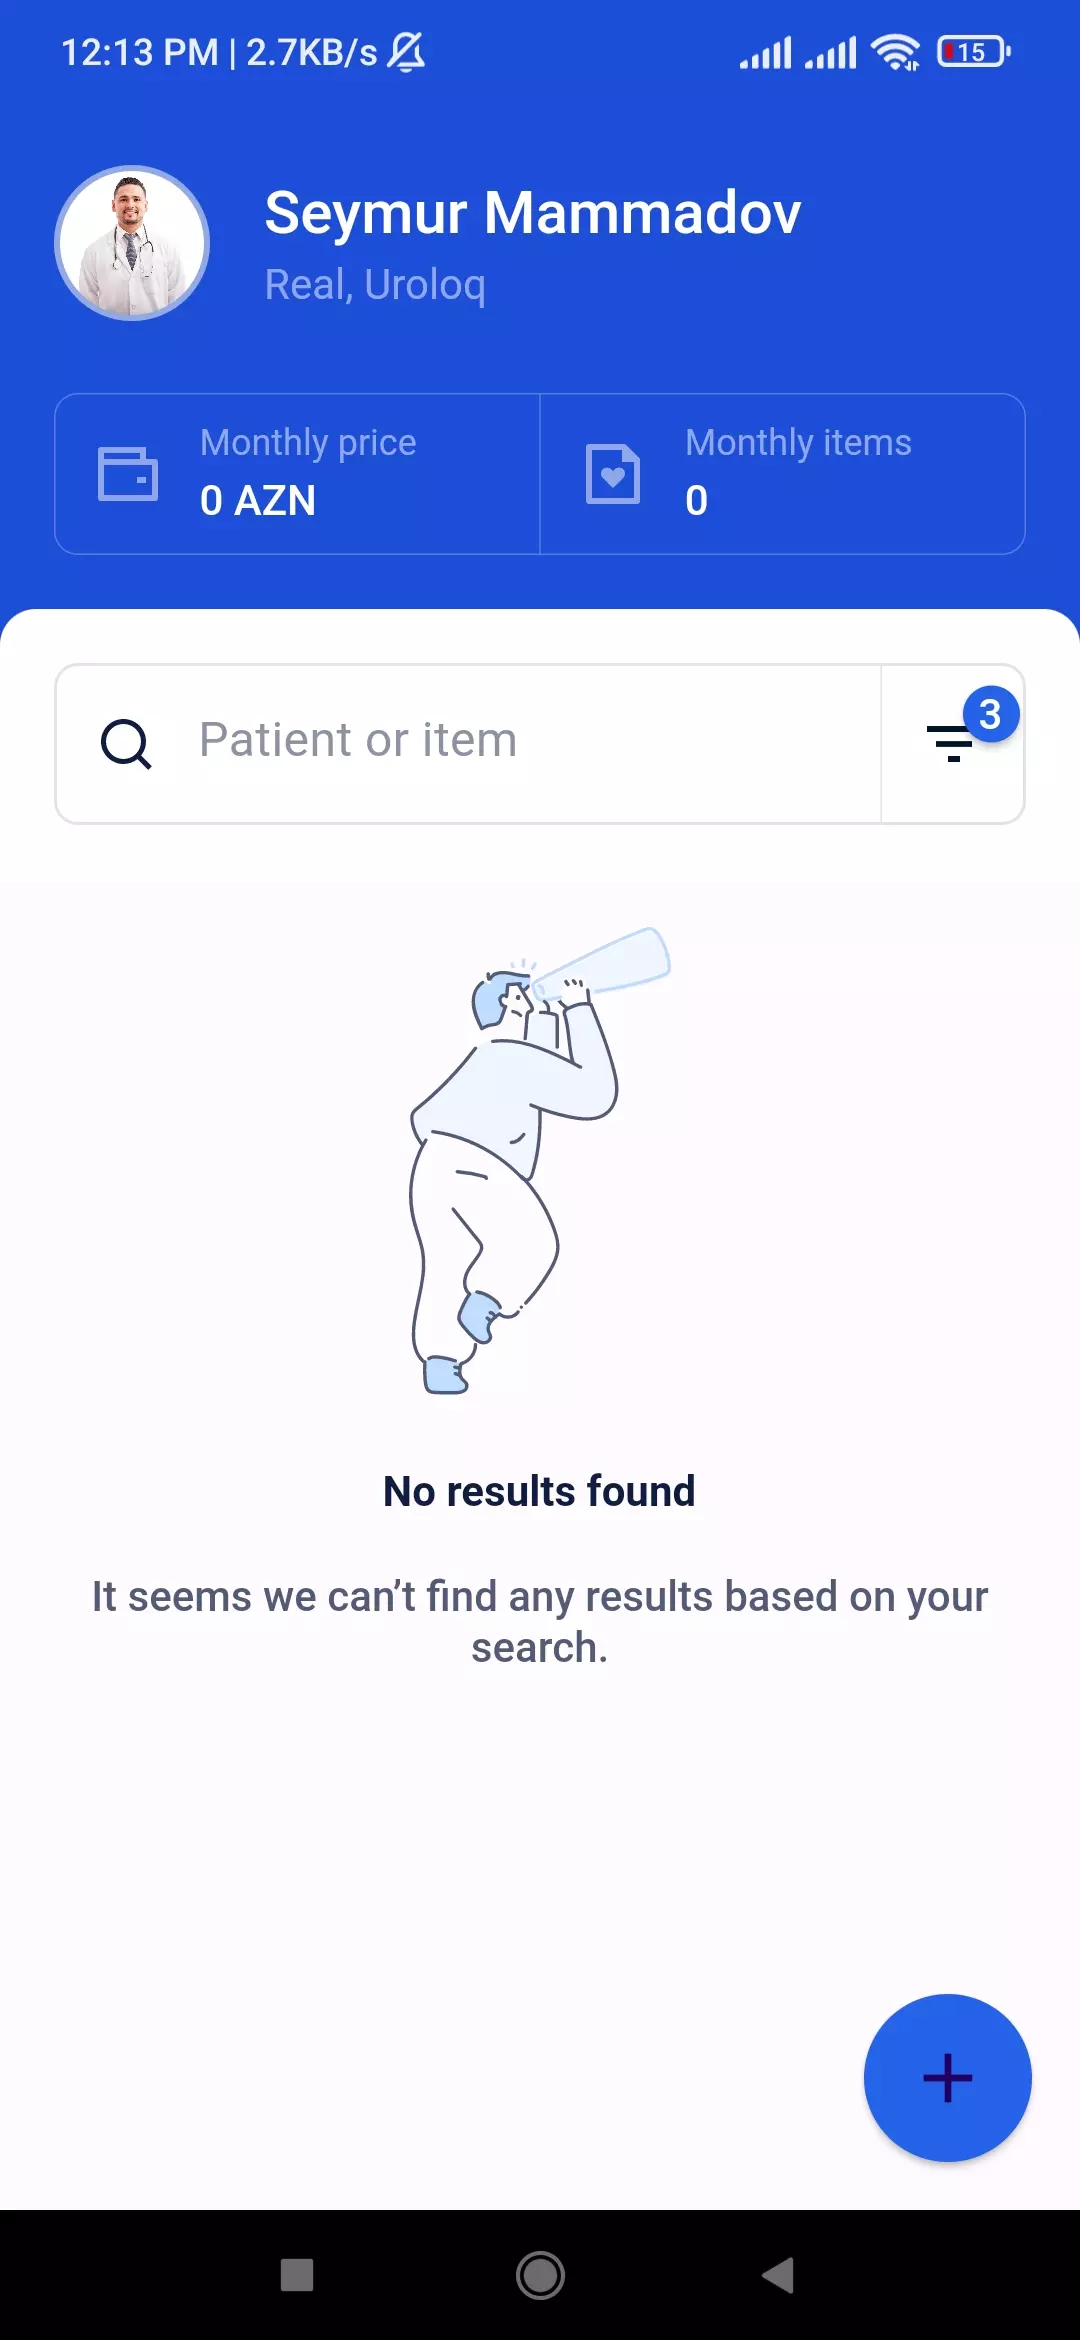 12:13 PM | 2.7KB/s
15
Seymur Mammadov
Real, Uroloq
Monthly price
0 AZN
Monthly items
0
Patient or item
3
No results found
It seems we can’t find any results based on your
search.